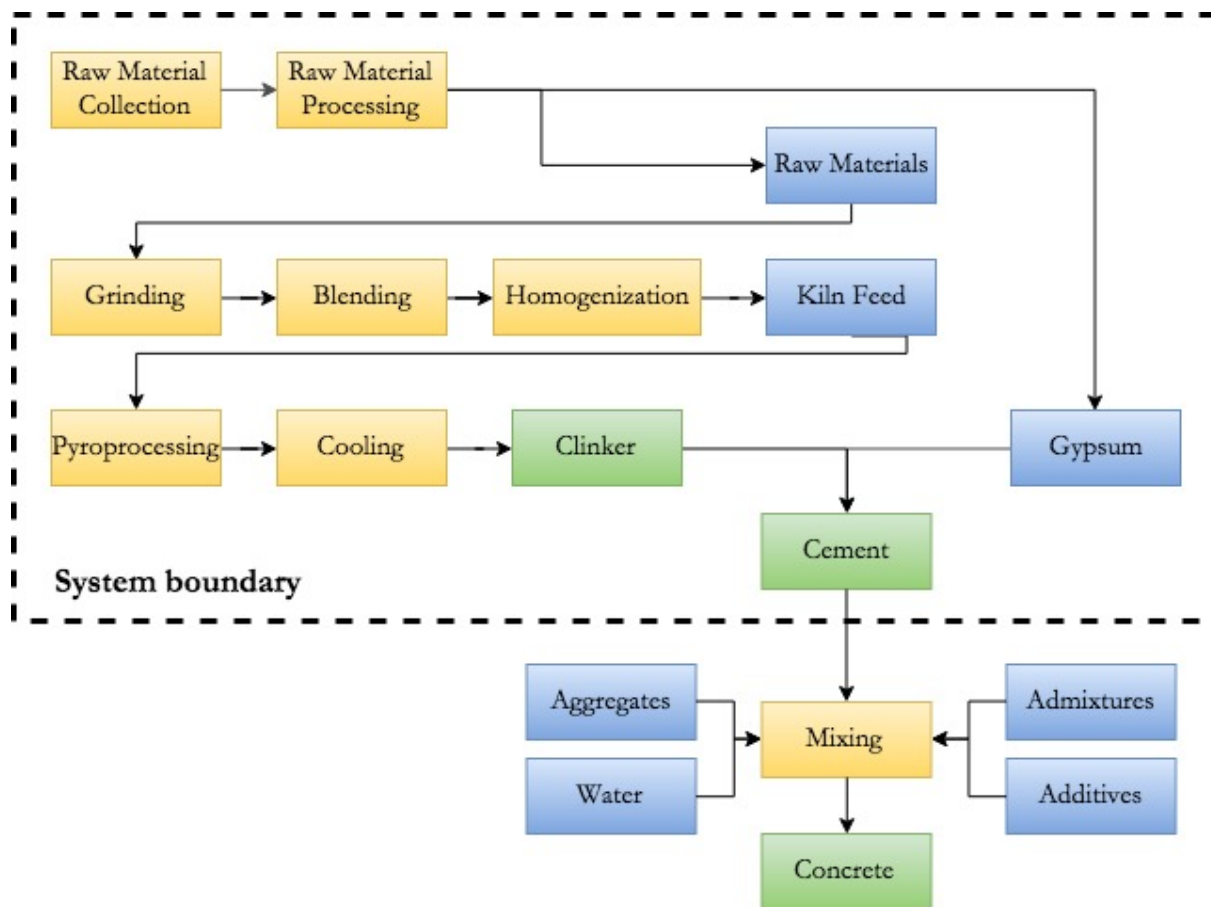 Raw Material
Collection
Raw Material
Processing
Raw Materials
Grinding
Blending
Homogenization
Kiln Feed
Pyroprocessing
Cooling
Clinker
Gypsum
Cement
System boundary
Aggregates
Admixtures
Mixing
Water
Additives
Concrete